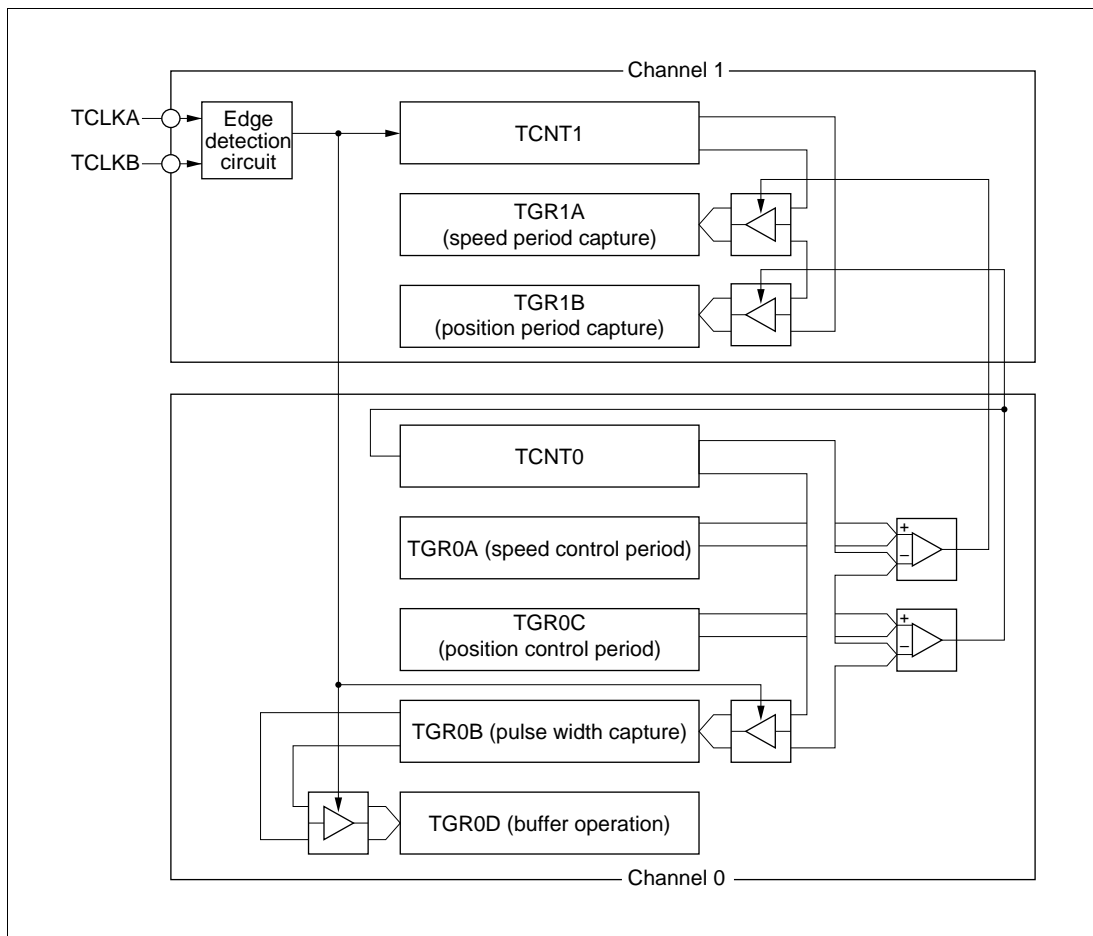 Channel 1
TCLKA
TCLKB
Edge
detection
circuit
TCNT1
TGR1A
(speed period capture)
TGR1B
(position period capture)
TCNT0
TGR0A (speed control period)
+
−
TGR0C
(position control period)
+
−
TGR0B (pulse width capture)
TGR0D (buffer operation)
Channel 0